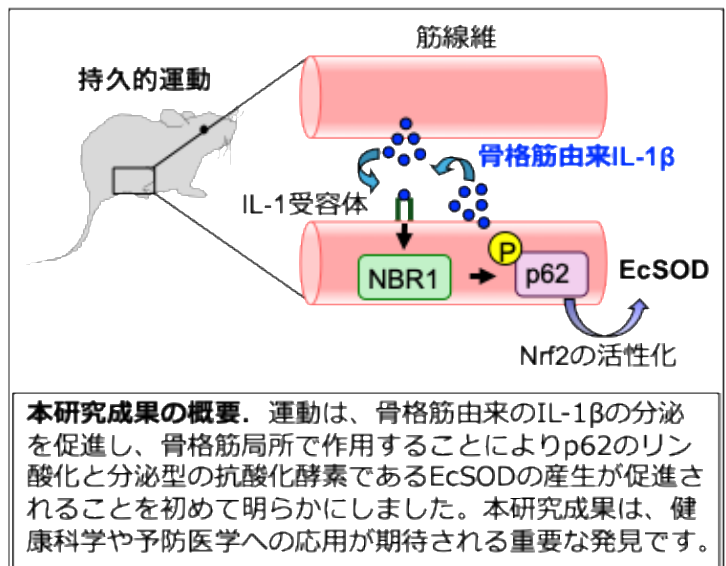 筋線維
持久的運動
骨格筋由来IL-1β
IL-1受容体
P
NBR1
p62
EcSOD
Nrf2の活性化
本研究成果の概要．運動は、骨格筋由来のIL-1βの分泌
を促進し、骨格筋局所で作用することによりp62のリン
酸化と分泌型の抗酸化酵素であるEcSODの産生が促進さ
れることを初めて明らかにしました。本研究成果は、健
康科学や予防医学への応用が期待される重要な発見です。